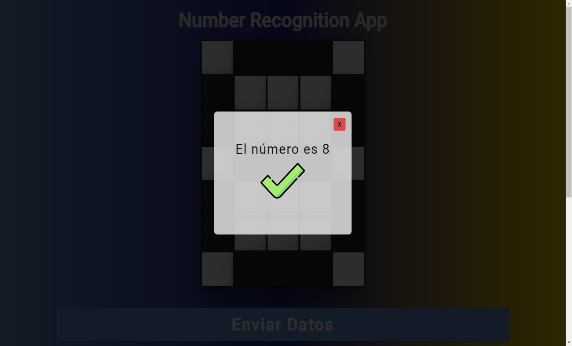 Number Recognition App
x
El número es 8
Enviar Datos